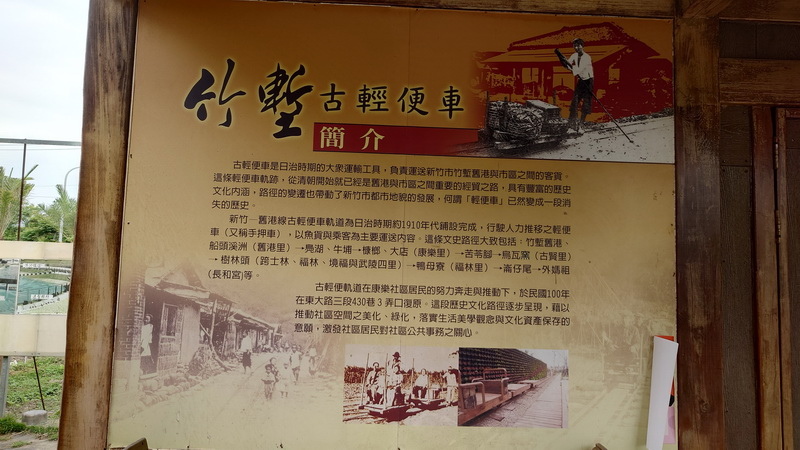 竹塹古輕便車
簡介
古輕便車是日治時期的大眾運輸工具，負責運送新竹市竹塹舊港與市區之間的客貨。
這條輕便車軌跡，從清朝開始就已經是舊港與市區之間重要的經貿之路，具有豐富的歷史
文化內涵，路徑的變遷也帶動了新竹市都市地貌的發展，何謂「輕便車」已然變成一段消
失的歷史。
新竹─舊港線古輕便車軌道為日治時期約1910年代鋪設完成，行駛人力推移之輕便
車（又稱手押車），以魚貨與乘客為主要運送內容。這條文史路徑大致包括：竹塹舊港、
船頭溪洲（舊港里）→堯湖、牛埔→槺榔、大店（康樂里）→苦苓腳→烏瓦窯（古賢里）
→樹林頭（跨士林、福林、境福與武陵四里）→鴨母寮（福林里）→崙仔尾→外媽祖
(長和宮)等。
古輕便軌道在康樂社區居民的努力奔走與推動下，於民國100年
在東大路三段430巷3弄口復原。這段歷史文化路徑逐步呈現，藉以
推動社區空間之美化、綠化，落實生活美學觀念與文化資產保存的
意願，激發社區居民對社區公共事務之關心。